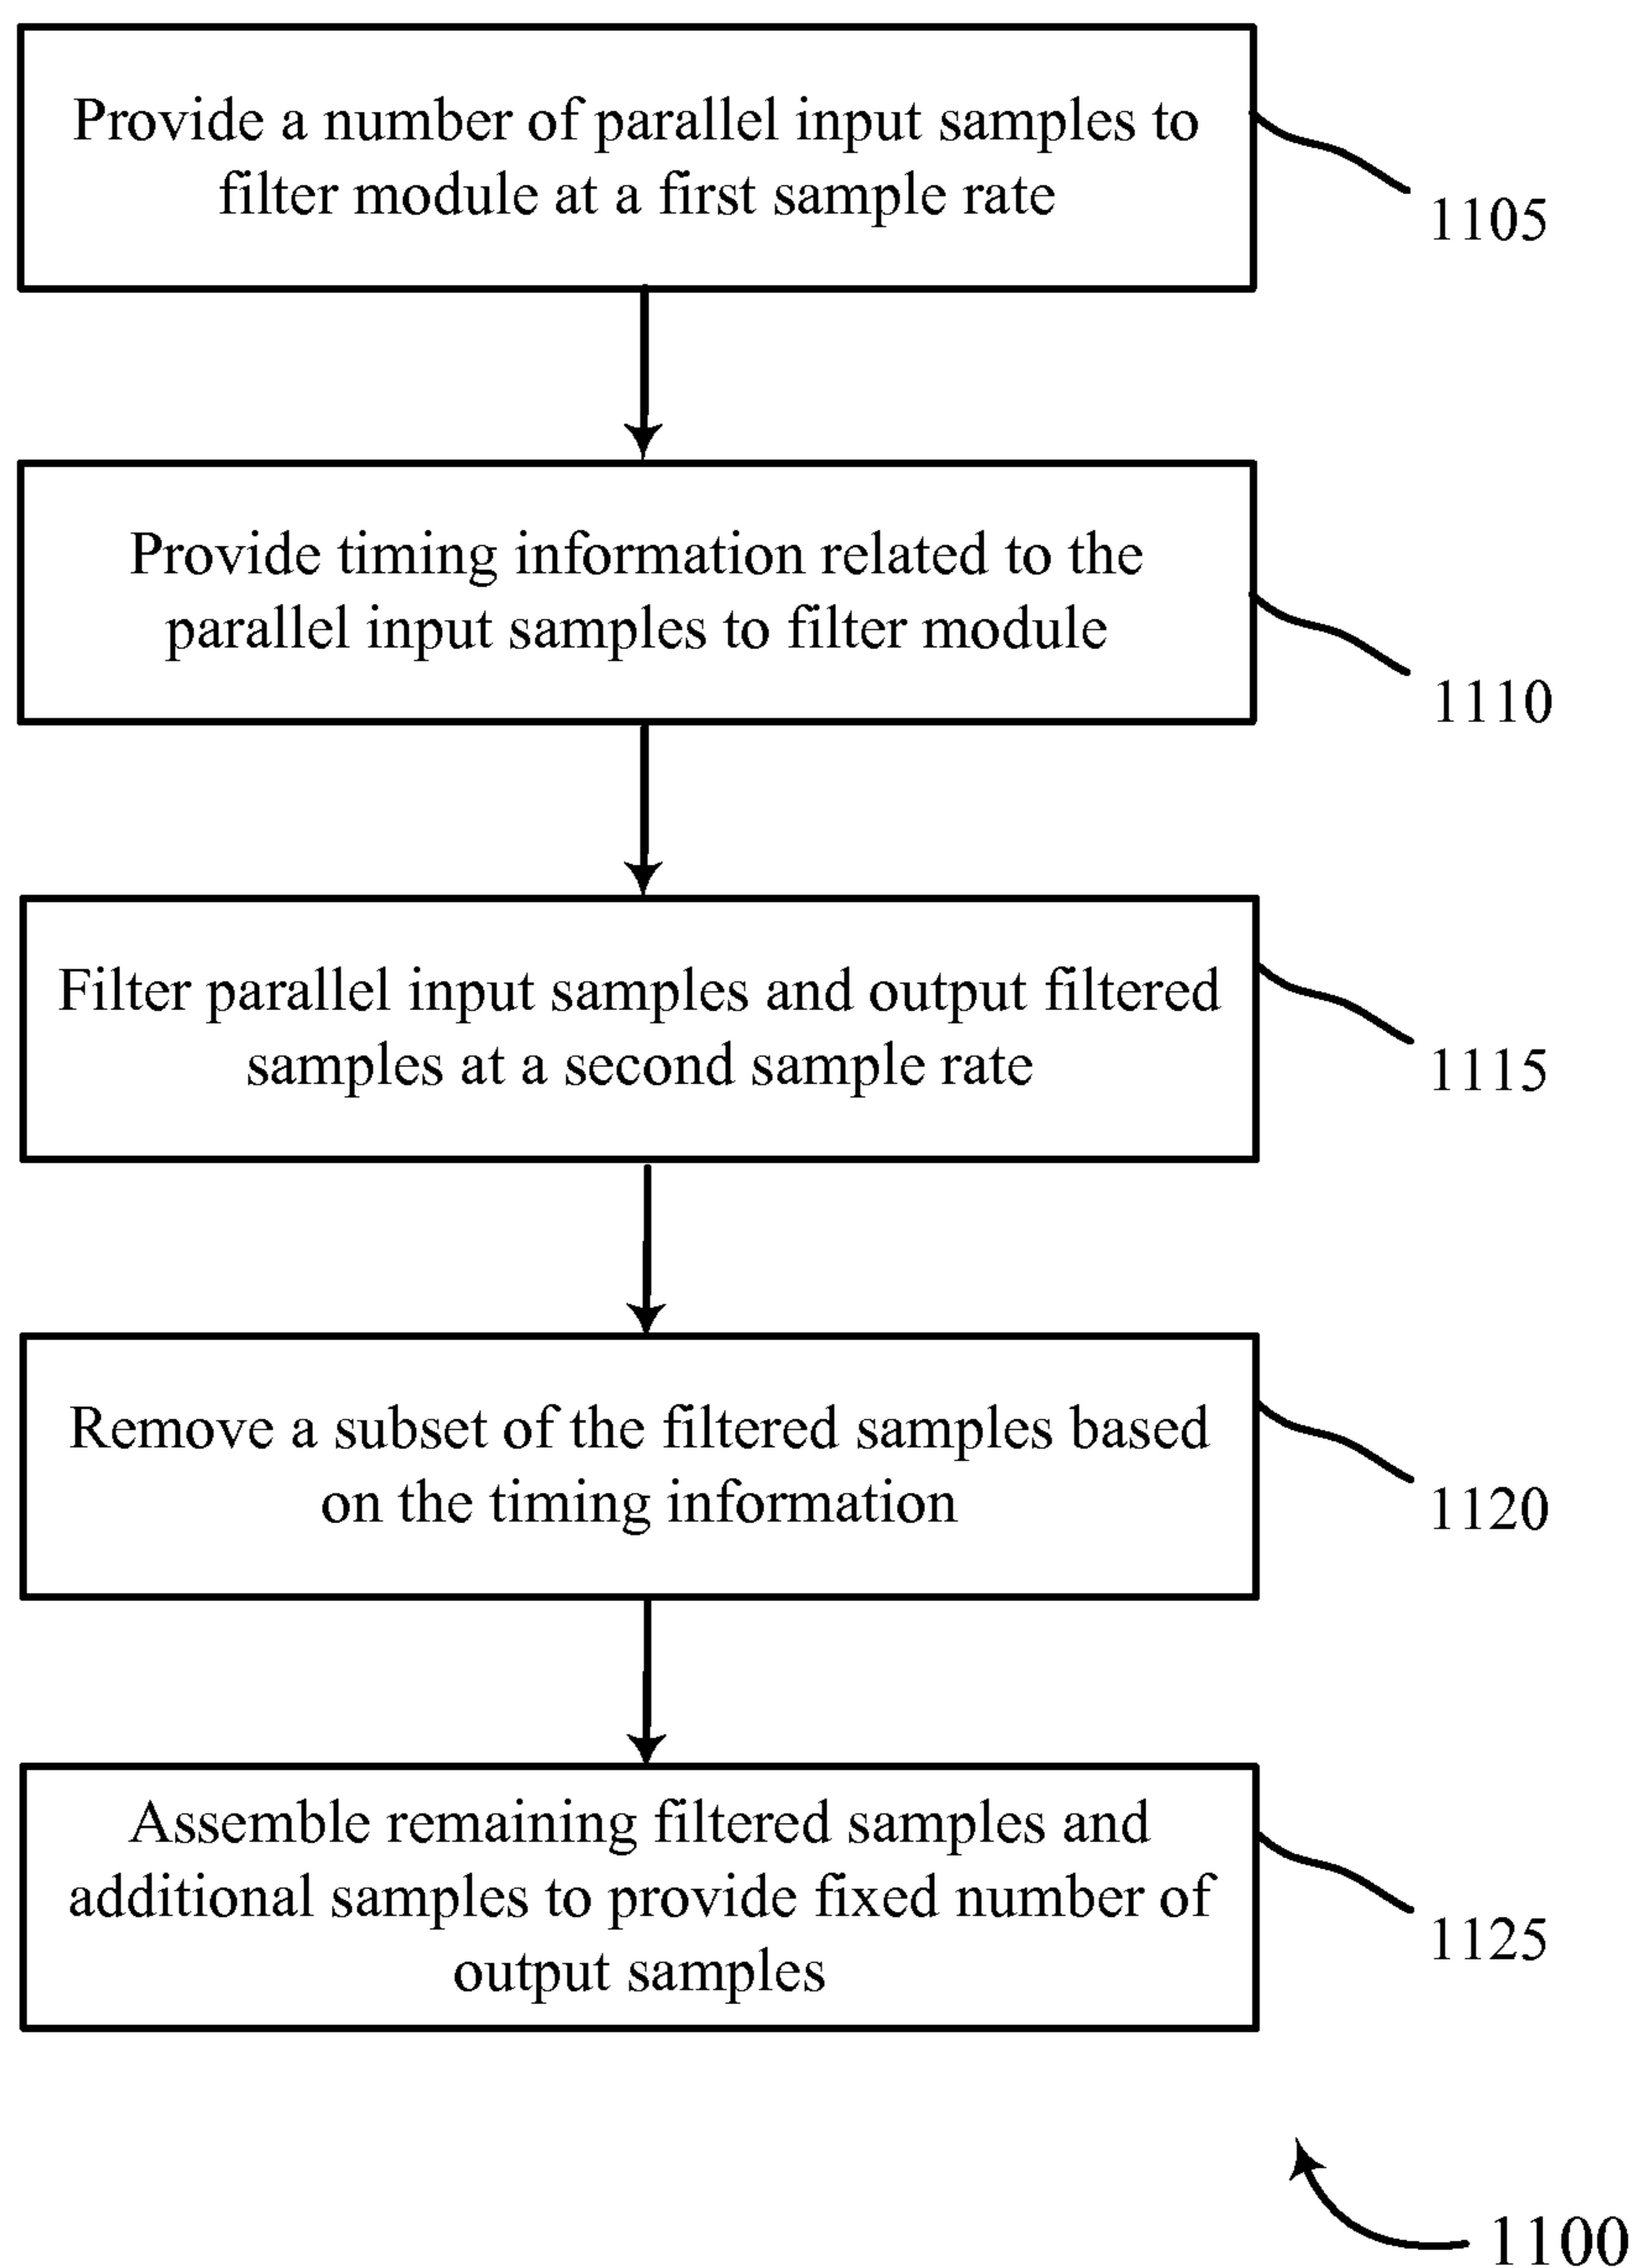 Provide a number of parallel input samples to
filter module at a first sample rate
1105
Provide timing information related to the
parallel input samples to filter module
1110
Filter parallel input samples and output filtered
samples at a second sample rate
1115
Remove a subset of the filtered samples based
on the timing information
1120
Assemble remaining filtered samples and
additional samples to provide fixed number of
output samples
1125
1100